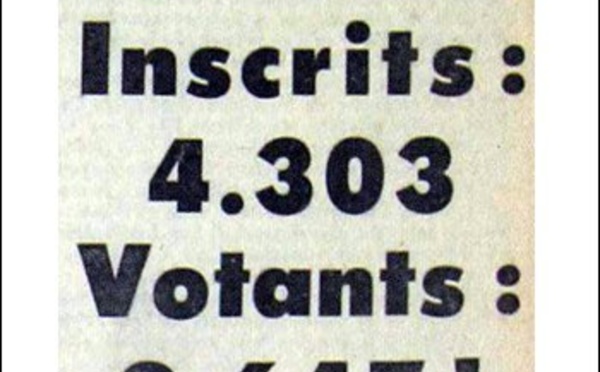 Inscrits :
4.303
Votants :